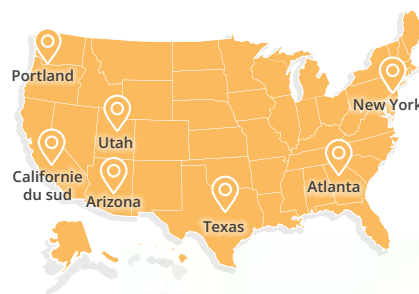 Portland
New York
Utah
Californie
du sud
Arizona
Atlanta
Texas